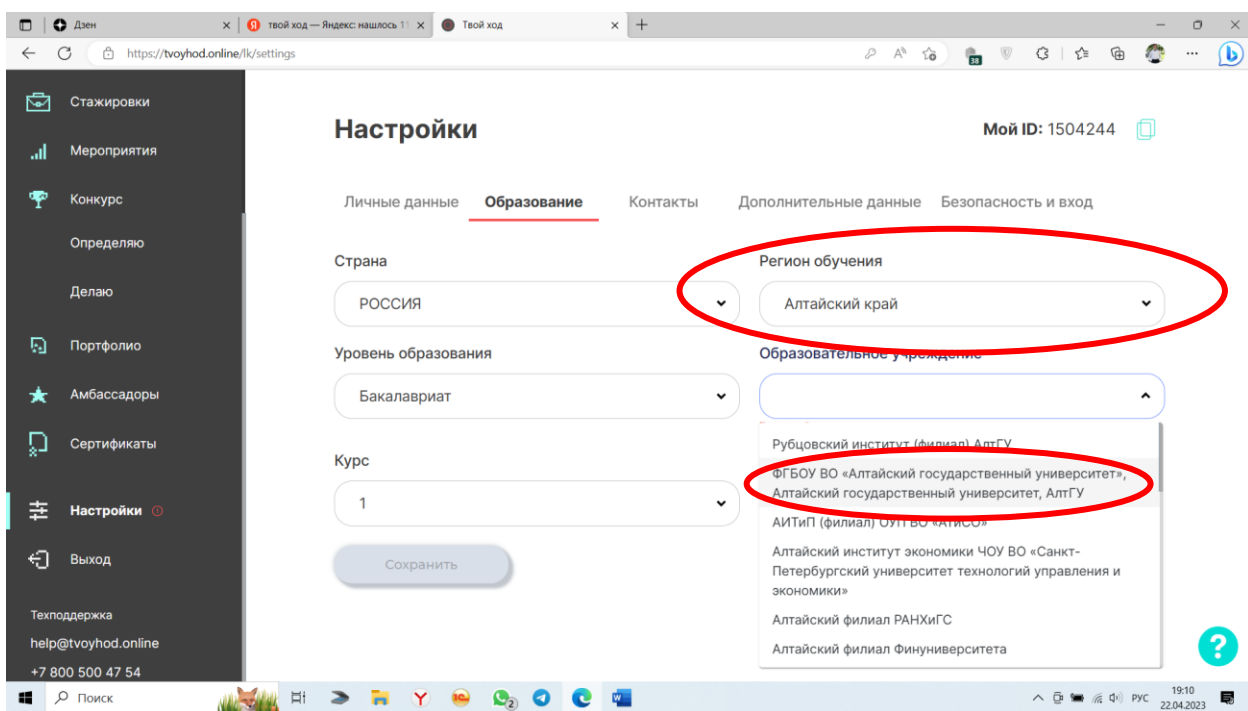 Дзен
твой ход — Яндекс: нашлось 11
Твой ход
https://tvoyhod.online/lk/settings
38
Стажировки
Мероприятия
Конкурс
Определяю
Делаю
Портфолио
Амбассадоры
Сертификаты
Настройки
Выход
Техподдержка
help@tvoyhod.online
+7 800 500 47 54
Настройки
Мой ID: 1504244
Личные данные Образование Контакты Дополнительные данные Безопасность и вход
Страна
РОССИЯ
Регион обучения
Алтайский край
Уровень образования
Бакалавриат
Образовательное учреждение
Рубцовский институт (филиал) АлтГУ
ФГБОУ ВО «Алтайский государственный университет»,
Алтайский государственный университет, АлтГУ
АИТиП (филиал) ОУП ВО «АТиСО»
Алтайский институт экономики ЧОУ ВО «Санкт-
Петербургский университет технологий управления и
экономики»
Алтайский филиал РАНХиГС
Алтайский филиал Финуниверситета
Курс
1
Сохранить
?
Поиск
2
РУС
19:10
22.04.2023